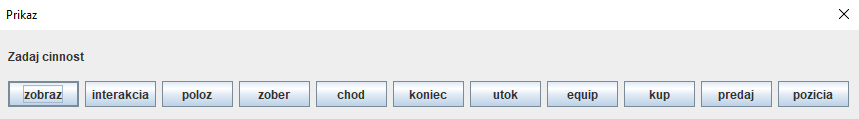 Prikaz
Zadaj cinnost
zobraz interakcia poloz zober chod koniec utok equip kup predaj pozicia